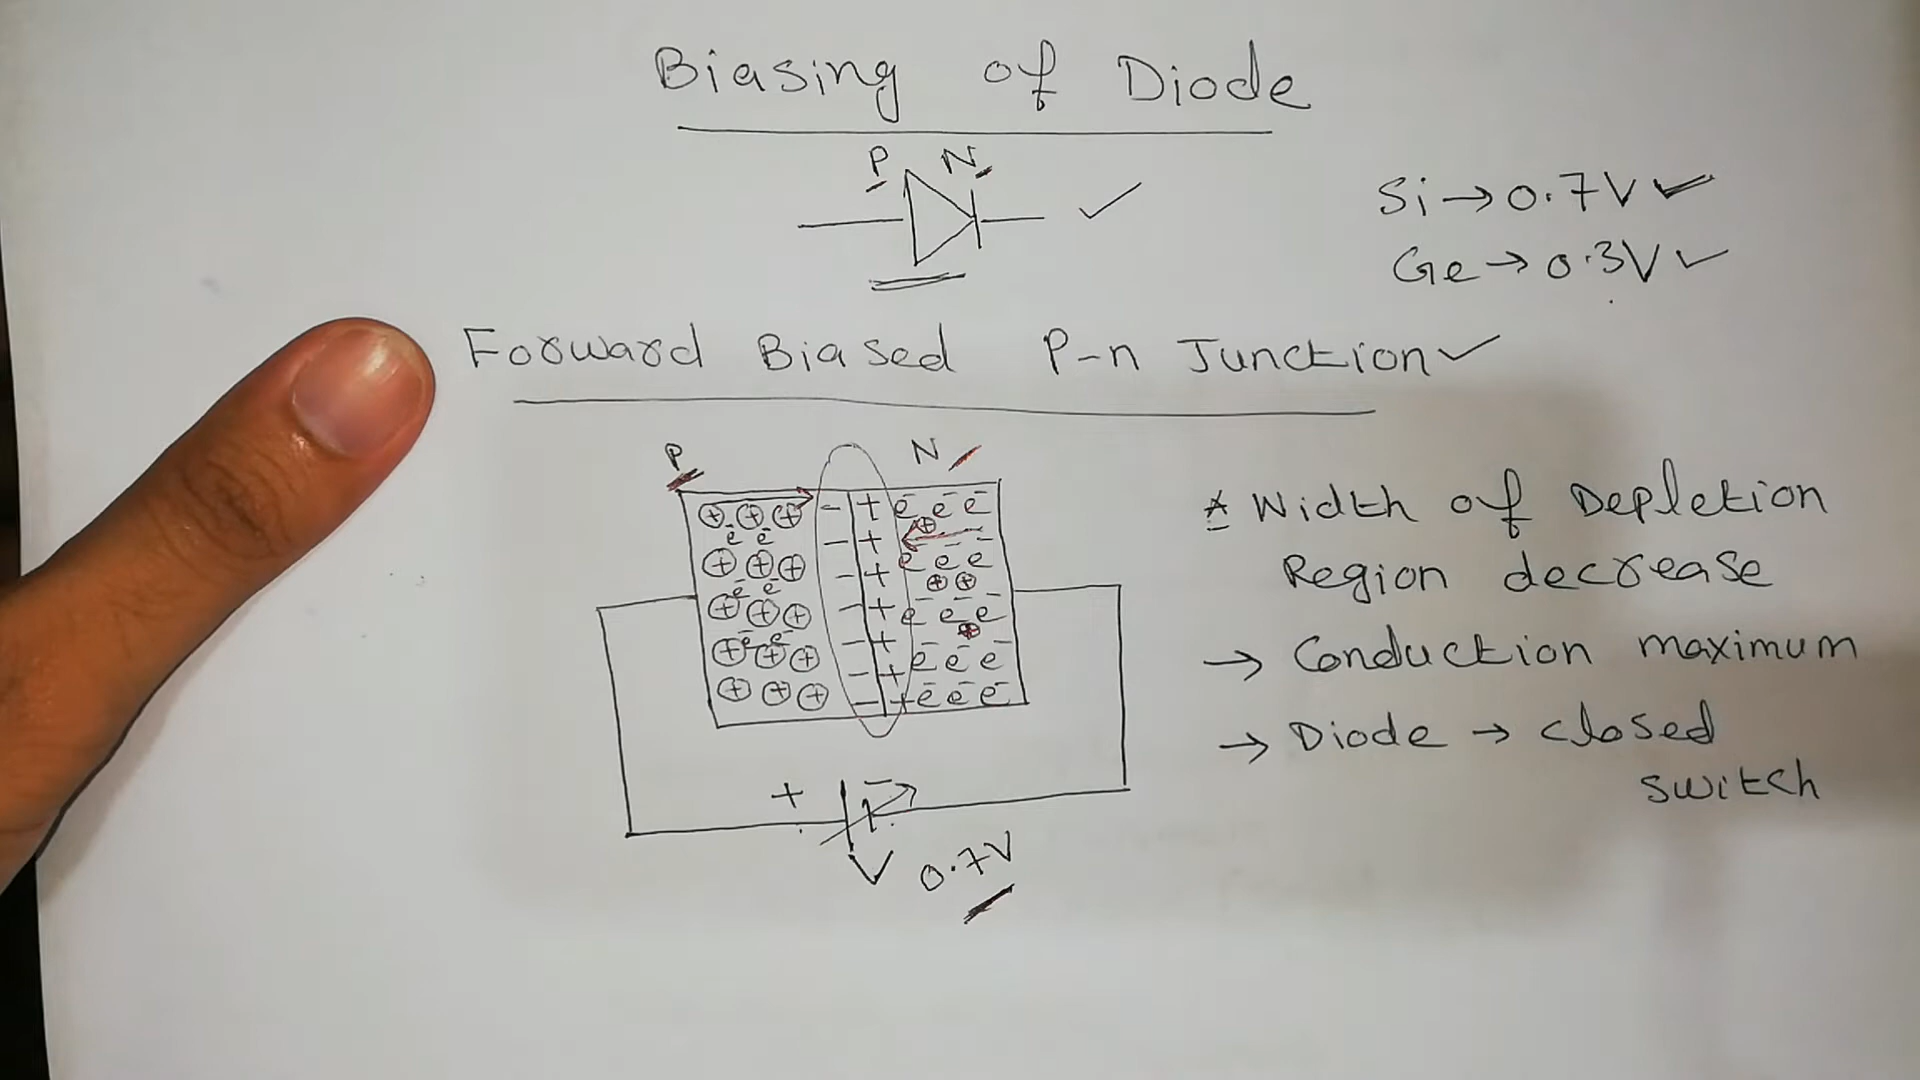 Biasing of Diode
P N
Si → 0.7V ✓
Ge → 0.3V ✓
Forward Biased P-n Junction ✓
P N
⊕ ⊕ ⊕ - + e⁻ e⁻ e⁻
e⁻ e⁻ - + ⊕
⊕ ⊕ ⊕ - + e⁻ e⁻ e⁻
e⁻ e⁻ ⊕ ⊕
⊕ ⊕ ⊕ - + e⁻ e⁻ e⁻
e⁻ e⁻ - + ⊕
⊕ ⊕ ⊕ - + e⁻ e⁻ e⁻
⊕ ⊕ ⊕ - + e⁻ e⁻ e⁻
+ -
V 0.7V
* Width of Depletion
Region decrease
→ Conduction maximum
→ Diode → closed
switch